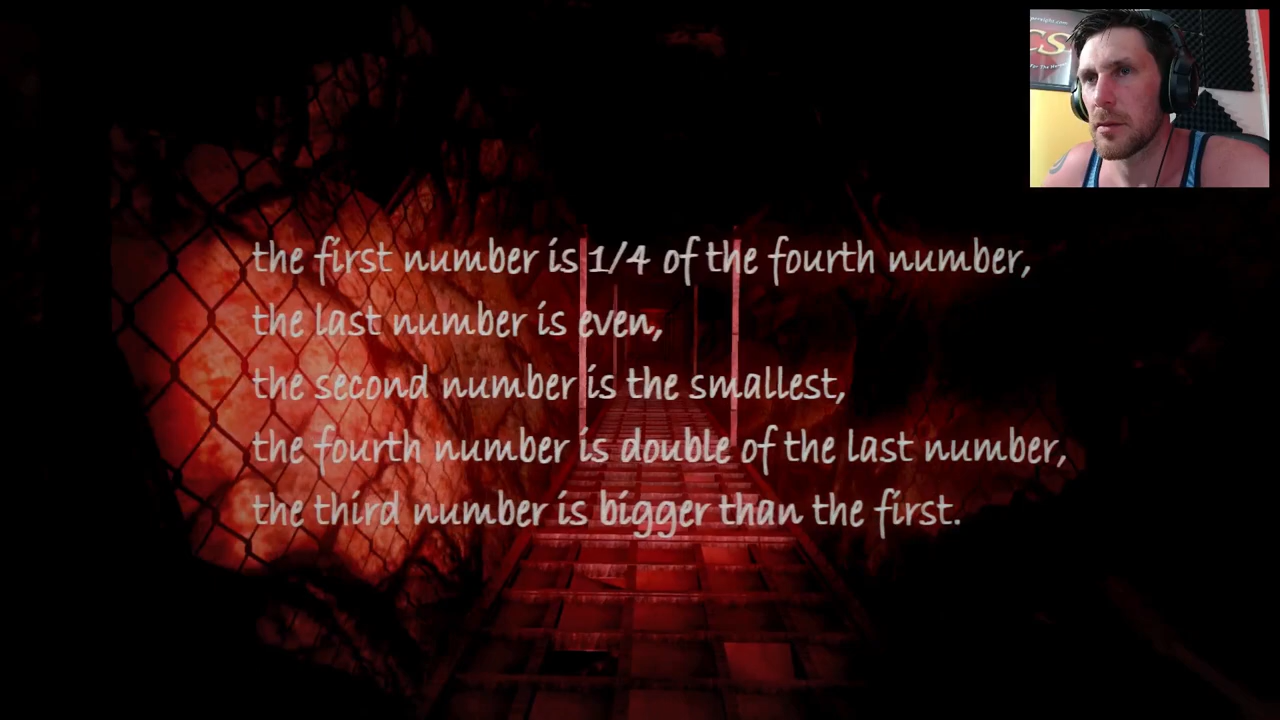 the first number is 1/4 of the fourth number,
the last number is even,
the second number is the smallest,
the fourth number is double of the last number,
the third number is bigger than the first.
CS